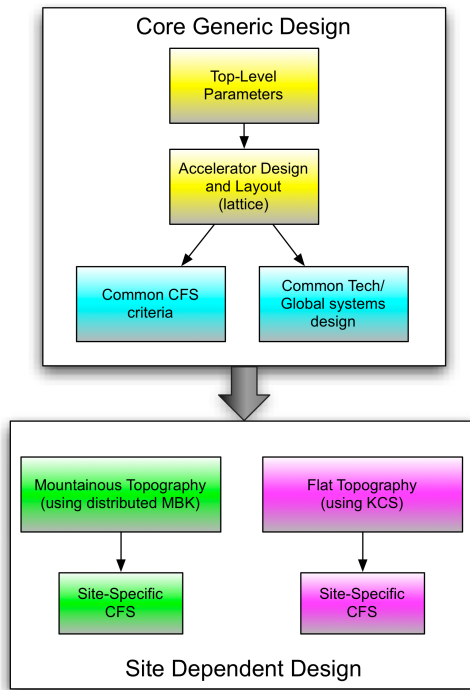 Core Generic Design
Top-Level
Parameters
Accelerator Design
and Layout
(lattice)
Common CFS
criteria
Common Tech/
Global systems
design
Mountainous Topography
(using distributed MBK)
Flat Topography
(using KCS)
Site-Specific
CFS
Site-Specific
CFS
Site Dependent Design